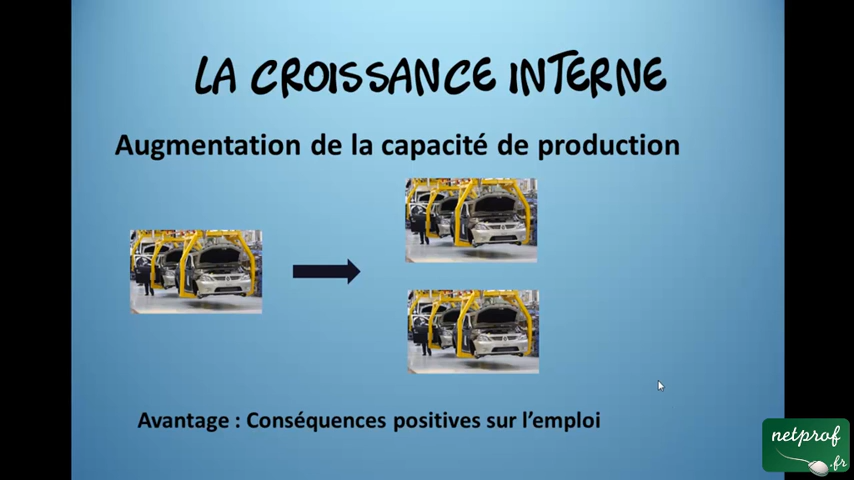 LA CROISSANCE INTERNE
Augmentation de la capacité de production
Avantage : Conséquences positives sur l'emploi
netprof
.fr